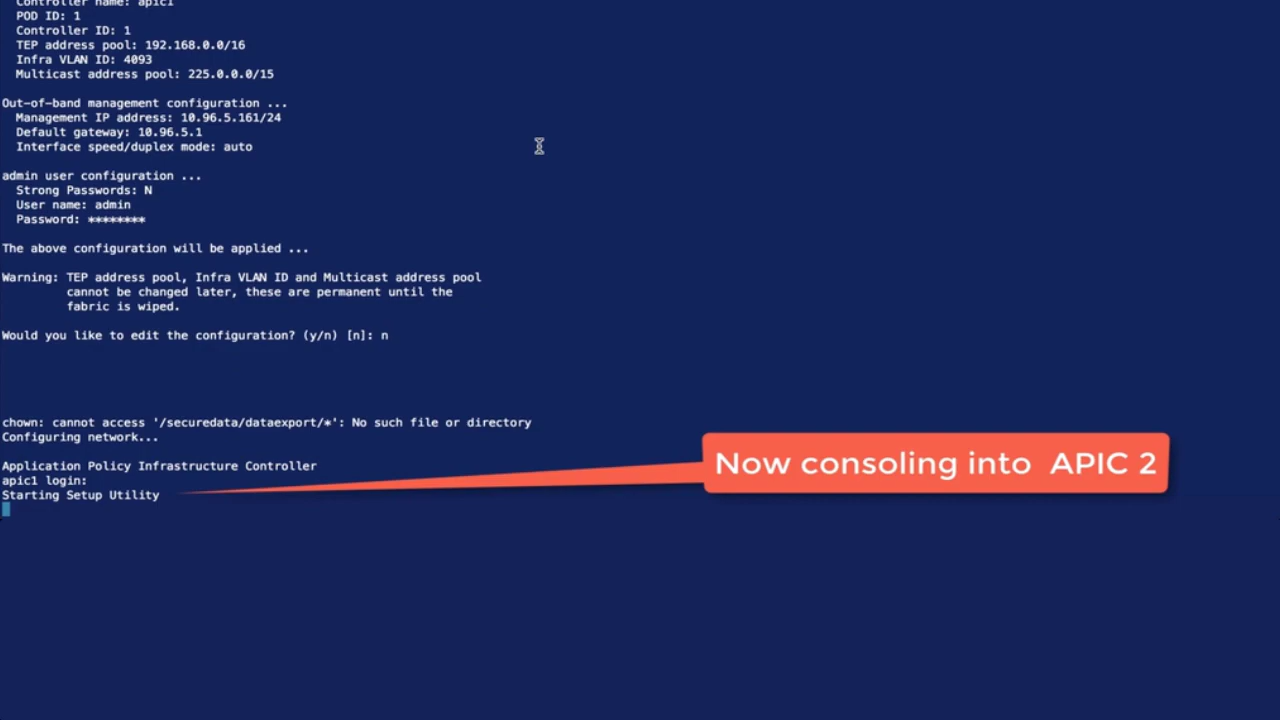 Controller name: apic1
POD ID: 1
Controller ID: 1
TEP address pool: 192.168.0.0/16
Infra VLAN ID: 4093
Multicast address pool: 225.0.0.0/15
Out-of-band management configuration ...
Management IP address: 10.96.5.161/24
Default gateway: 10.96.5.1
Interface speed/duplex mode: auto
admin user configuration ...
Strong Passwords: N
User name: admin
Password: ********
The above configuration will be applied ...
Warning: TEP address pool, Infra VLAN ID and Multicast address pool
cannot be changed later, these are permanent until the
fabric is wiped.
Would you like to edit the configuration? (y/n) [n]: n
chown: cannot access '/securedata/dataexport/*': No such file or directory
Configuring network...
Application Policy Infrastructure Controller
apic1 login:
Starting Setup Utility
Now consoling into APIC 2